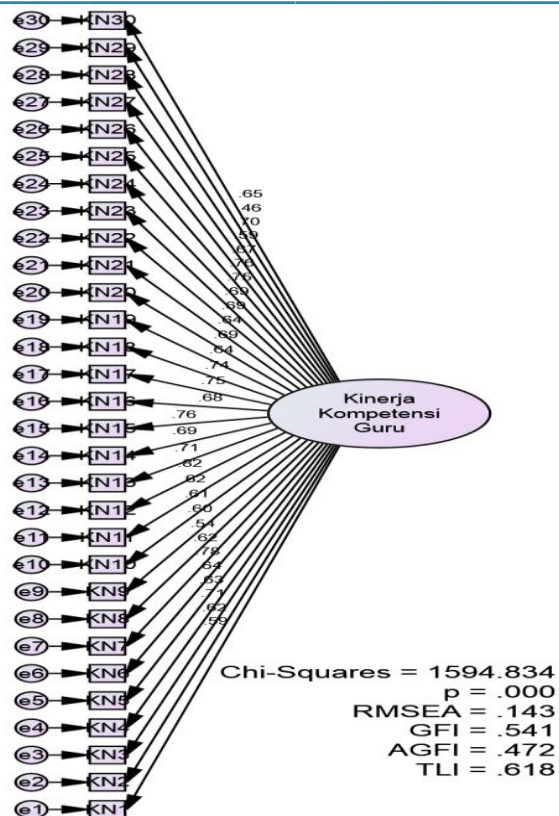 e30 KN30
e29 KN29
e28 KN28
e27 KN27
e26 KN26
e25 KN25
e24 KN24
e23 KN23
e22 KN22
e21 KN21
e20 KN20
e19 KN19
e18 KN18
e17 KN17
e16 KN16
e15 KN15
e14 KN14
e13 KN13
e12 KN12
e11 KN11
e10 KN10
e9 KN9
e8 KN8
e7 KN7
e6 KN6
e5 KN5
e4 KN4
e3 KN3
e2 KN2
e1 KN1
.65
.46
.70
.59
.67
.76
.69
.69
.64
.69
.64
.74
.75
.68
.76
.69
.71
.62
.61
.60
.54
.62
.78
.64
.63
.71
.62
.59
Kinerja
Kompetensi
Guru
Chi-Squares = 1594.834
p = .000
RMSEA = .143
GFI = .541
AGFI = .472
TLI = .618